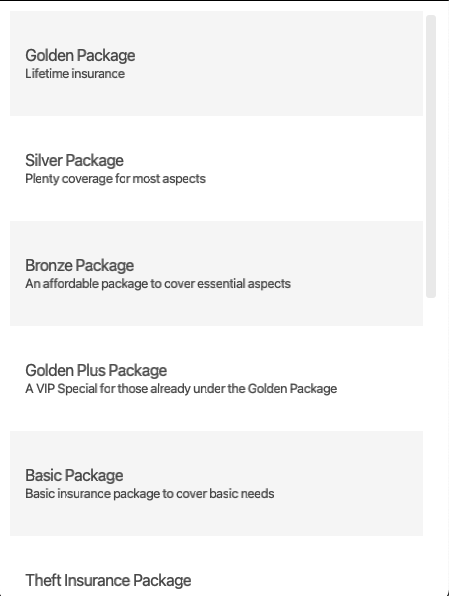 Golden Package
Lifetime insurance
Silver Package
Plenty coverage for most aspects
Bronze Package
An affordable package to cover essential aspects
Golden Plus Package
A VIP Special for those already under the Golden Package
Basic Package
Basic insurance package to cover basic needs
Theft Insurance Package